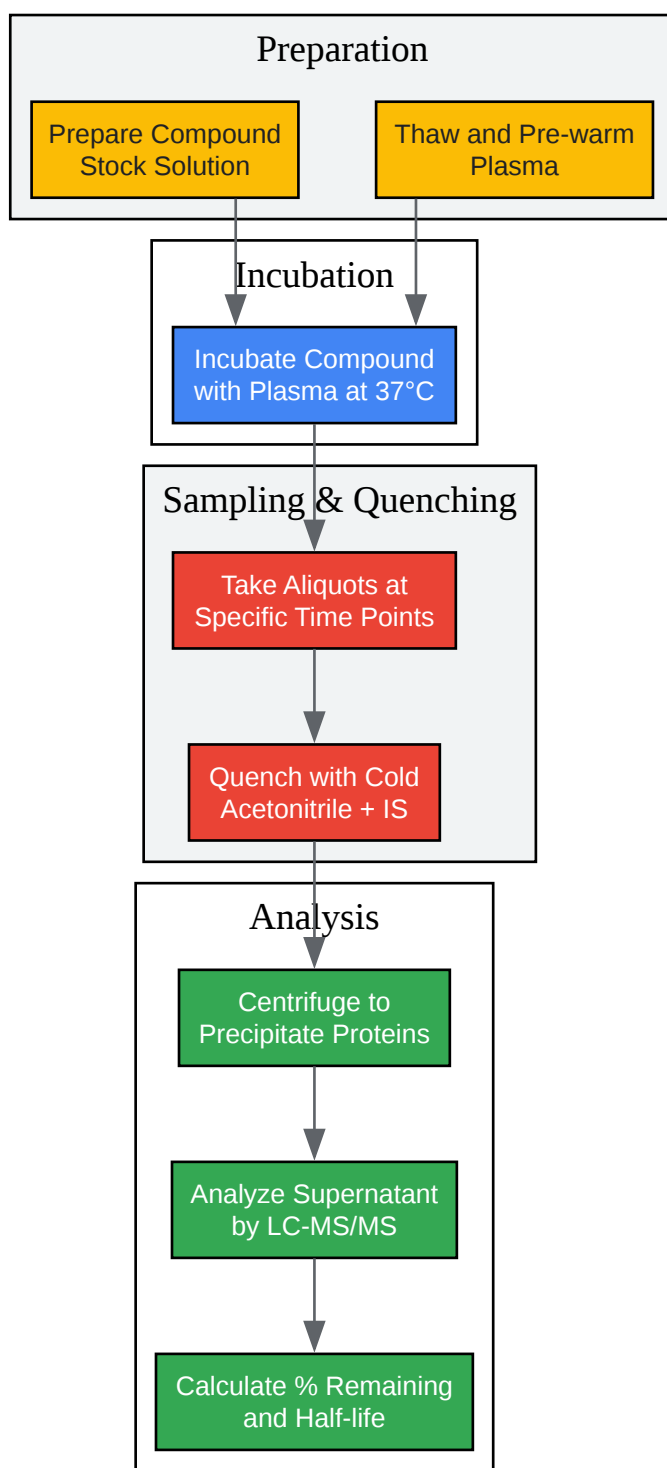 Preparation
Prepare Compound
Stock Solution
Thaw and Pre-warm
Plasma
Incubation
Incubate Compound
with Plasma at 37°C
Sampling & Quenching
Take Aliquots at
Specific Time Points
Quench with Cold
Acetonitrile + IS
Analysis
Centrifuge to
Precipitate Proteins
Analyze Supernatant
by LC-MS/MS
Calculate % Remaining
and Half-life